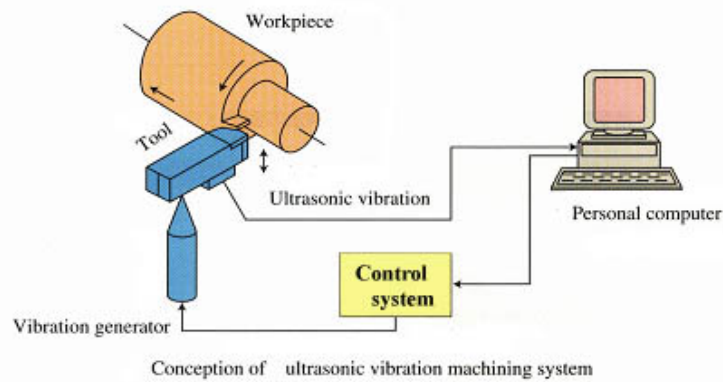 Workpiece
Tool
Ultrasonic vibration
Personal computer
Control
system
Vibration generator
Conception of ultrasonic vibration machining system